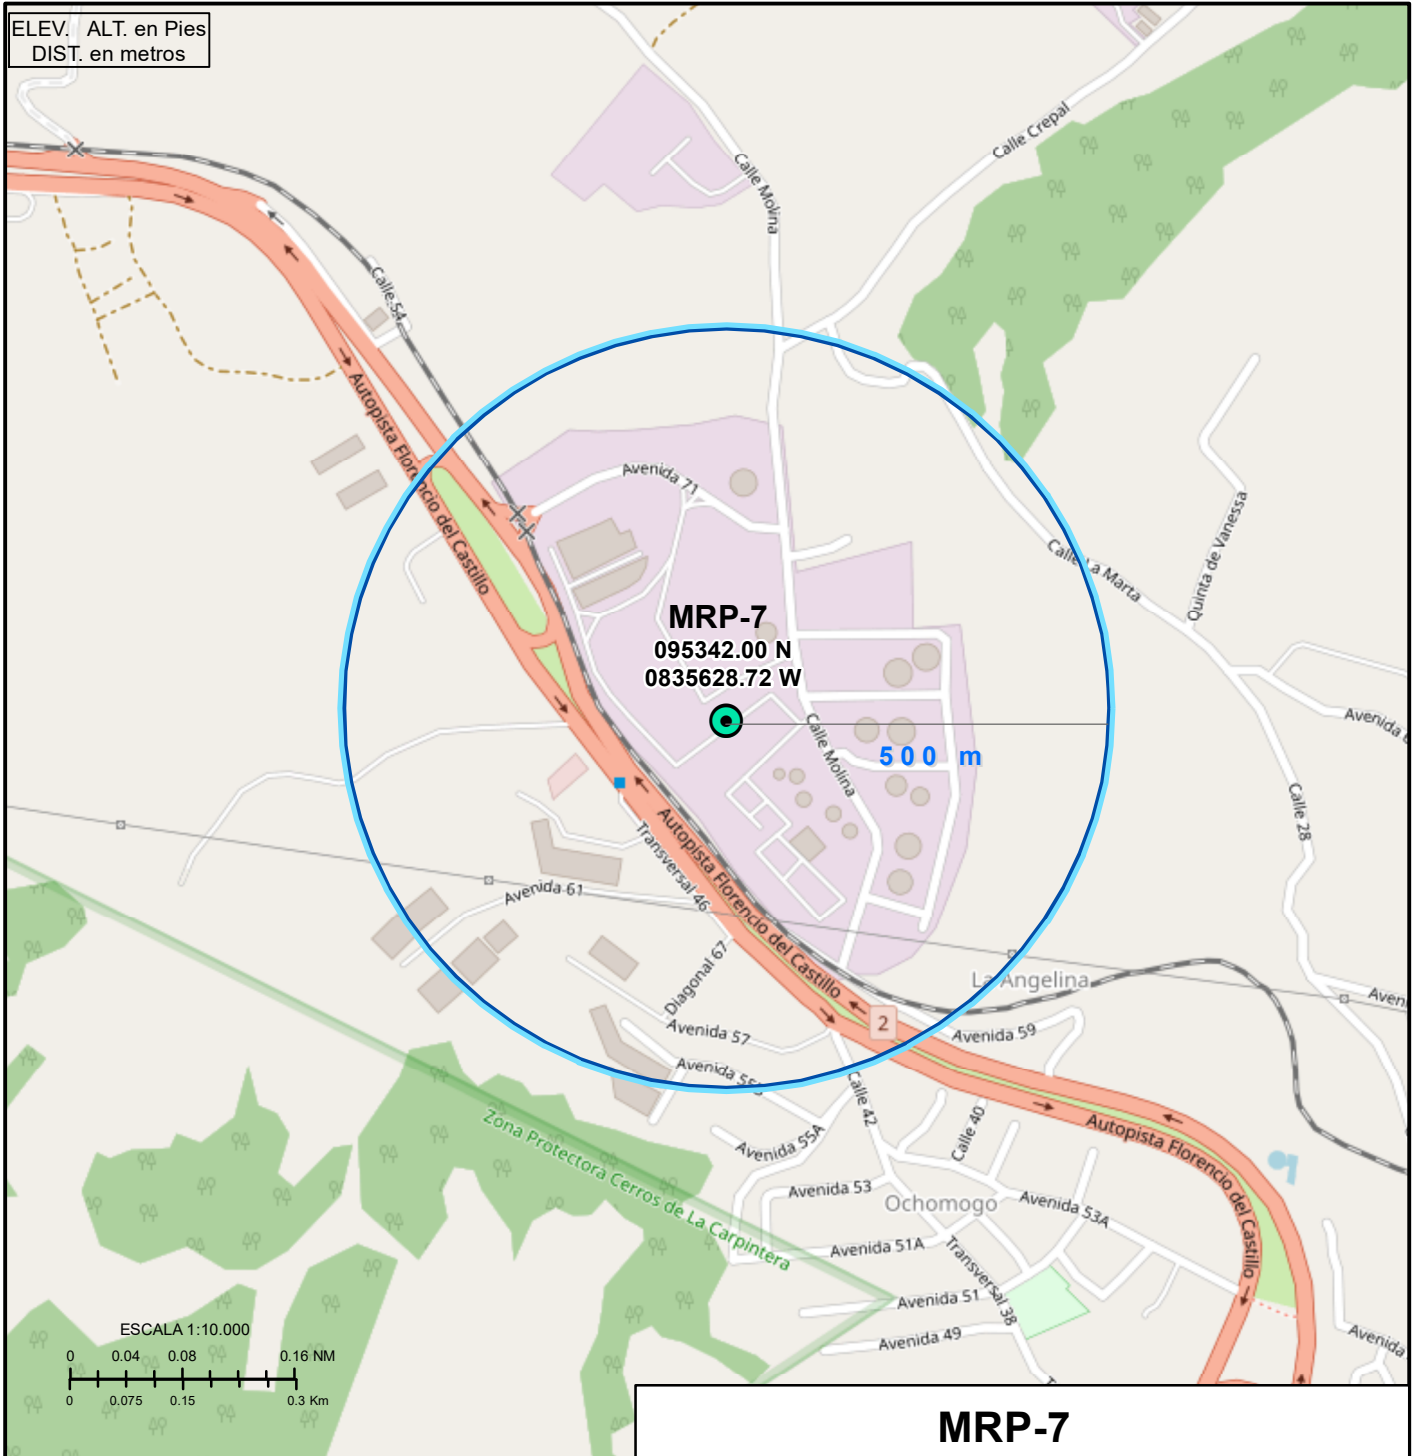 ELEV. ALT. en Pies
DIST. en metros
Calle Crepal
Calle Molina
Calle 54
Autopista Florencio del Castillo
Avenida 71
Calle La Marta
Quinta de Vanessa
MRP-7
095342.00 N
0835628.72 W
500 m
Calle Molina
Calle 28
Autopista Florencio del Castillo
Transversal 46
Avenida 61
Diagonal 67
La Angelina
2
Avenida 59
Avenida 57
Calle 42
Calle 40
Avenida 55A
Autopista Florencio del Castillo
Zona Protectora Cerros de La Carpintera
Avenida 53
Ochomogo
Avenida 53A
Avenida 51A
Transversal 38
Avenida 51
Avenida 49
Avenida
ESCALA 1:10.000
0 0.04 0.08 0.16 NM
0 0.075 0.15 0.3 Km
MRP-7